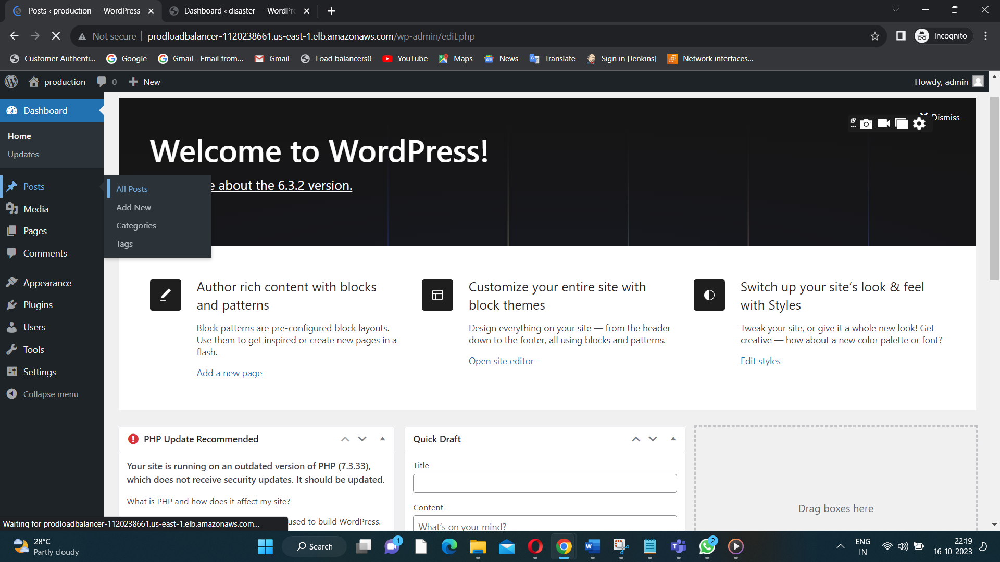 Posts ‹ production — WordPress
Dashboard ‹ disaster — WordPr
Not secure
prodloadbalancer-1120238661.us-east-1.elb.amazonaws.com/wp-admin/edit.php
Incognito
Customer Authenti...
Google
Gmail - Email from...
Gmail
Load balancers0
YouTube
Maps
News
Translate
Sign in [Jenkins]
Network interfaces...
production
0
New
Howdy, admin
Dashboard
Home
Updates
Posts
All Posts
Add New
Categories
Tags
Media
Pages
Comments
Appearance
Plugins
Users
Tools
Settings
Collapse menu
Dismiss
Welcome to WordPress!
e about the 6.3.2 version.
Author rich content with blocks
and patterns
Block patterns are pre-configured block layouts.
Use them to get inspired or create new pages in a
flash.
Add a new page
Customize your entire site with
block themes
Design everything on your site — from the header
down to the footer, all using blocks and patterns.
Open site editor
Switch up your site’s look & feel
with Styles
Tweak your site, or give it a whole new look! Get
creative — how about a new color palette or font?
Edit styles
PHP Update Recommended
Your site is running on an outdated version of PHP (7.3.33),
which does not receive security updates. It should be updated.
What is PHP and how does it affect my site?
used to build WordPress.
Quick Draft
Title
Content
What’s on your mind?
Drag boxes here
Waiting for prodloadbalancer-1120238661.us-east-1.elb.amazonaws.com...
28°C
Partly cloudy
Search
1
2
ENG
IN
22:19
16-10-2023